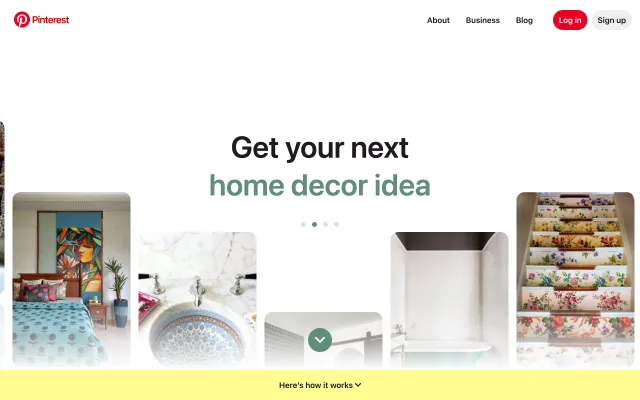 Pinterest
About
Business
Blog
Log in
Sign up
Get your next
home decor idea
Here's how it works